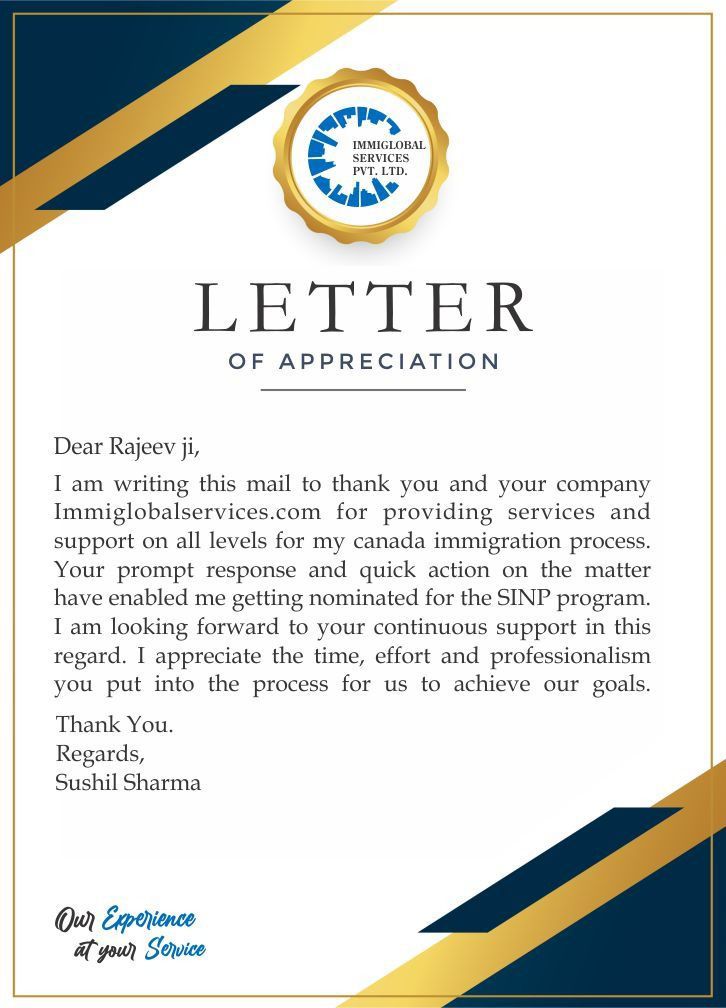 IMMIGLOBAL
SERVICES
PVT. LTD.
LETTER
OF APPRECIATION
Dear Rajeev ji,
I am writing this mail to thank you and your company
Immiglobalservices.com for providing services and
support on all levels for my canada immigration process.
Your prompt response and quick action on the matter
have enabled me getting nominated for the SINP program.
I am looking forward to your continuous support in this
regard. I appreciate the time, effort and professionalism
you put into the process for us to achieve our goals.
Thank You.
Regards,
Sushil Sharma
Our Experience
at your Service